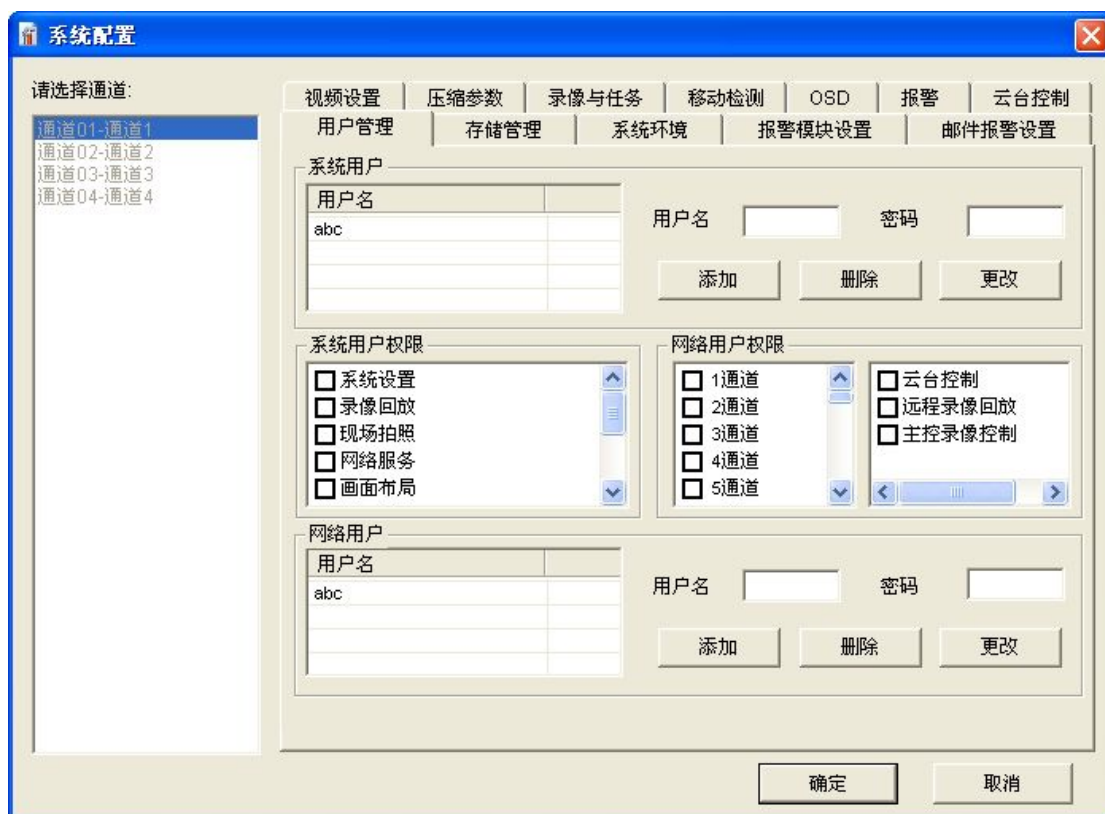 系统配置
请选择通道:
通道01-通道1
通道02-通道2
通道03-通道3
通道04-通道4
视频设置 压缩参数 录像与任务 移动检测 OSD 报警 云台控制
用户管理 存储管理 系统环境 报警模块设置 邮件报警设置
系统用户
用户名
abc
用户名 密码
添加 删除 更改
系统用户权限
系统设置
录像回放
现场拍照
网络服务
画面布局
网络用户权限
1通道
2通道
3通道
4通道
5通道
云台控制
远程录像回放
主控录像控制
网络用户
用户名
abc
用户名 密码
添加 删除 更改
确定 取消